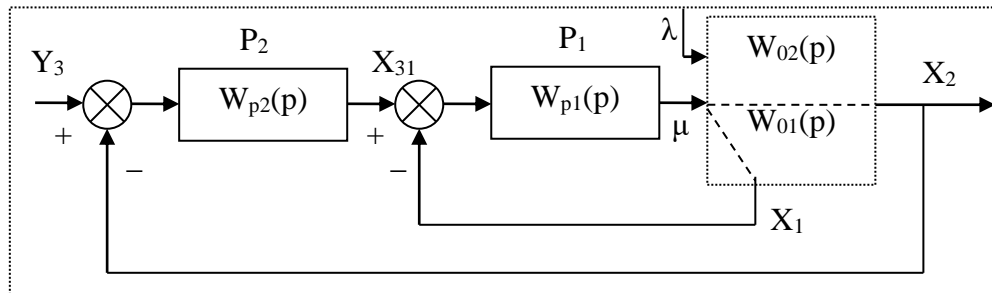 λ
W₀₂(p)
P₂
P₁
Y₃
X₃₁
X₂
Wₚ₂(p)
Wₚ₁(p)
W₀₁(p)
+
+
μ
−
−
X₁